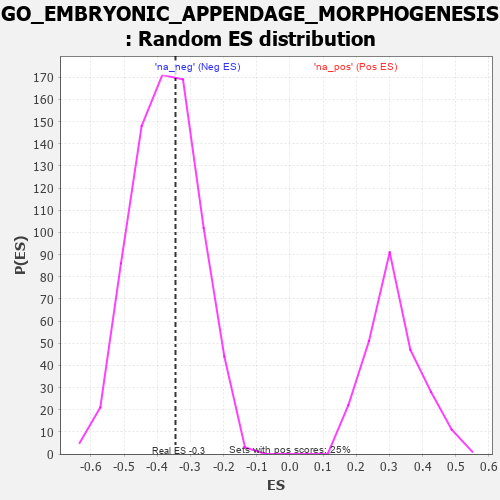 GO_EMBRYONIC_APPENDAGE_MORPHOGENESIS
: Random ES distribution
'na_neg' (Neg ES) 'na_pos' (Pos ES)
170
160
150
140
130
120
110
100
90
80
70
60
50
40
30
20
10
0
P(ES)
Real ES -0.3 Sets with pos scores: 25%
-0.6 -0.5 -0.4 -0.3 -0.2 -0.1 0.0 0.1 0.2 0.3 0.4 0.5 0.6
ES